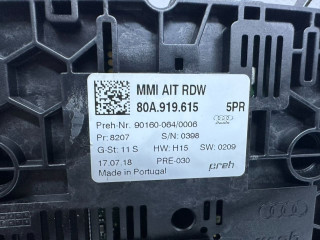 MMI AIT RDW
80A.919.615 5PR
Preh-Nr. 90160-064/0006
Pr: 8207 S/N: 0398
G-St: 11 S HW: H15 SW: 0209
17.07.18 PRE-030
Made in Portugal preh